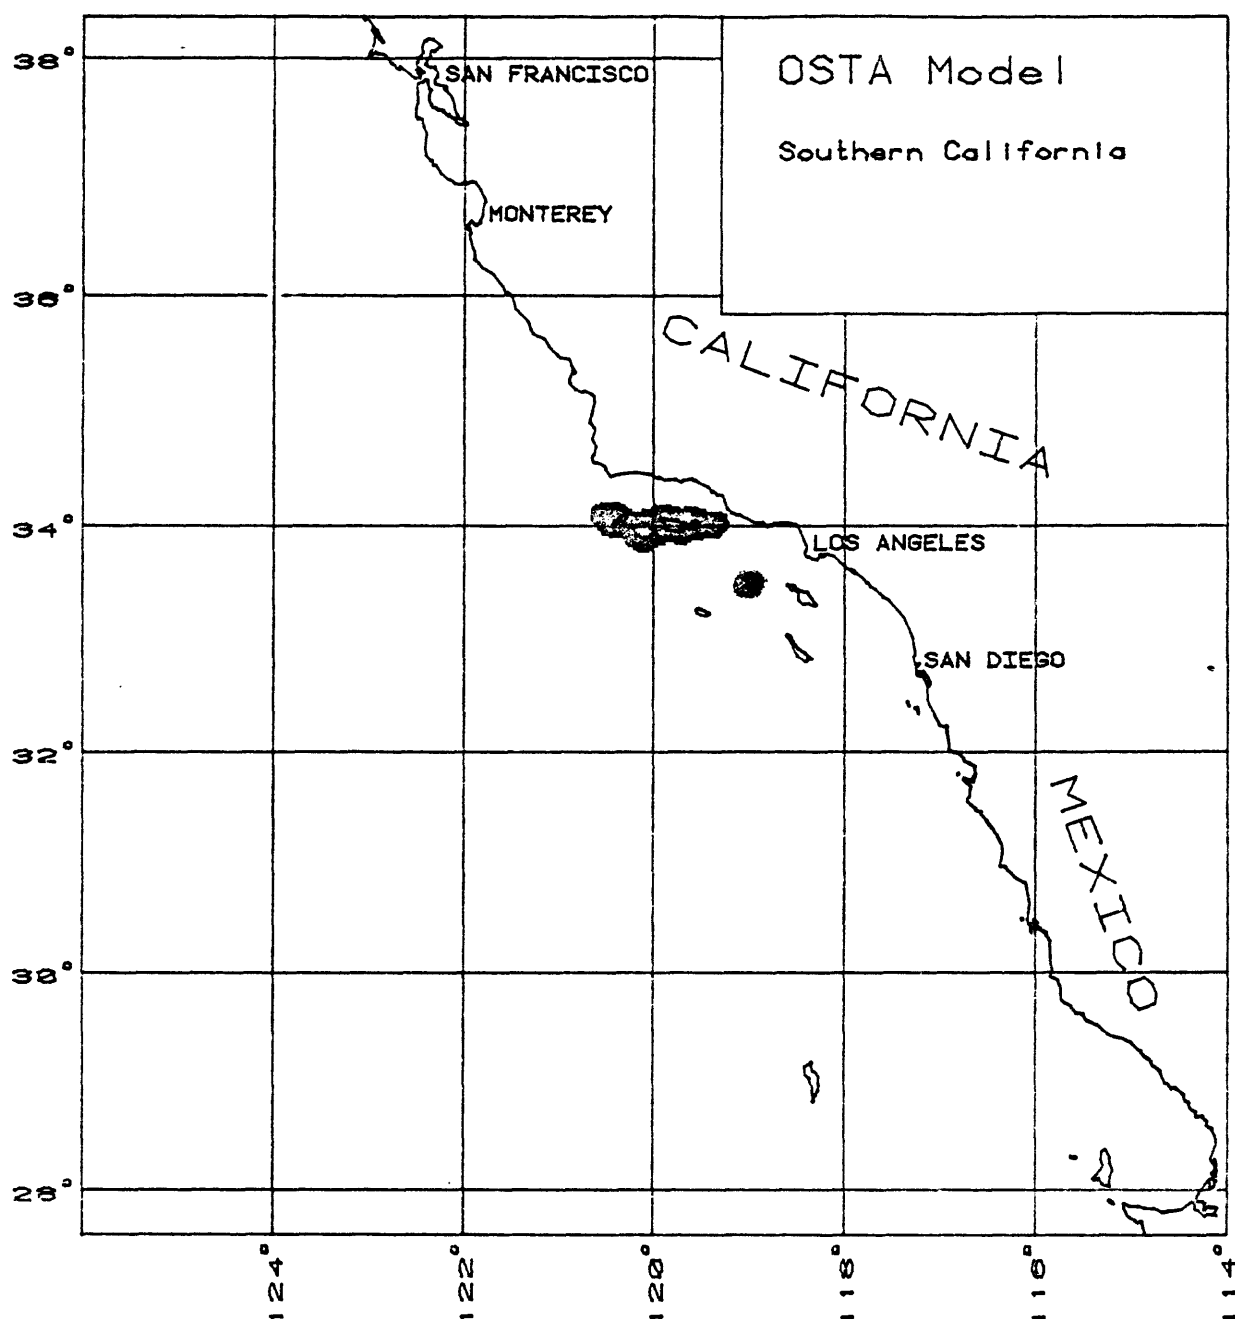 OSTA Model
Southern California
38°
SAN FRANCISCO
MONTEREY
36°
CALIFORNIA
34°
LOS ANGELES
SAN DIEGO
32°
MEXICO
30°
28°
124°
122°
120°
118°
116°
114°